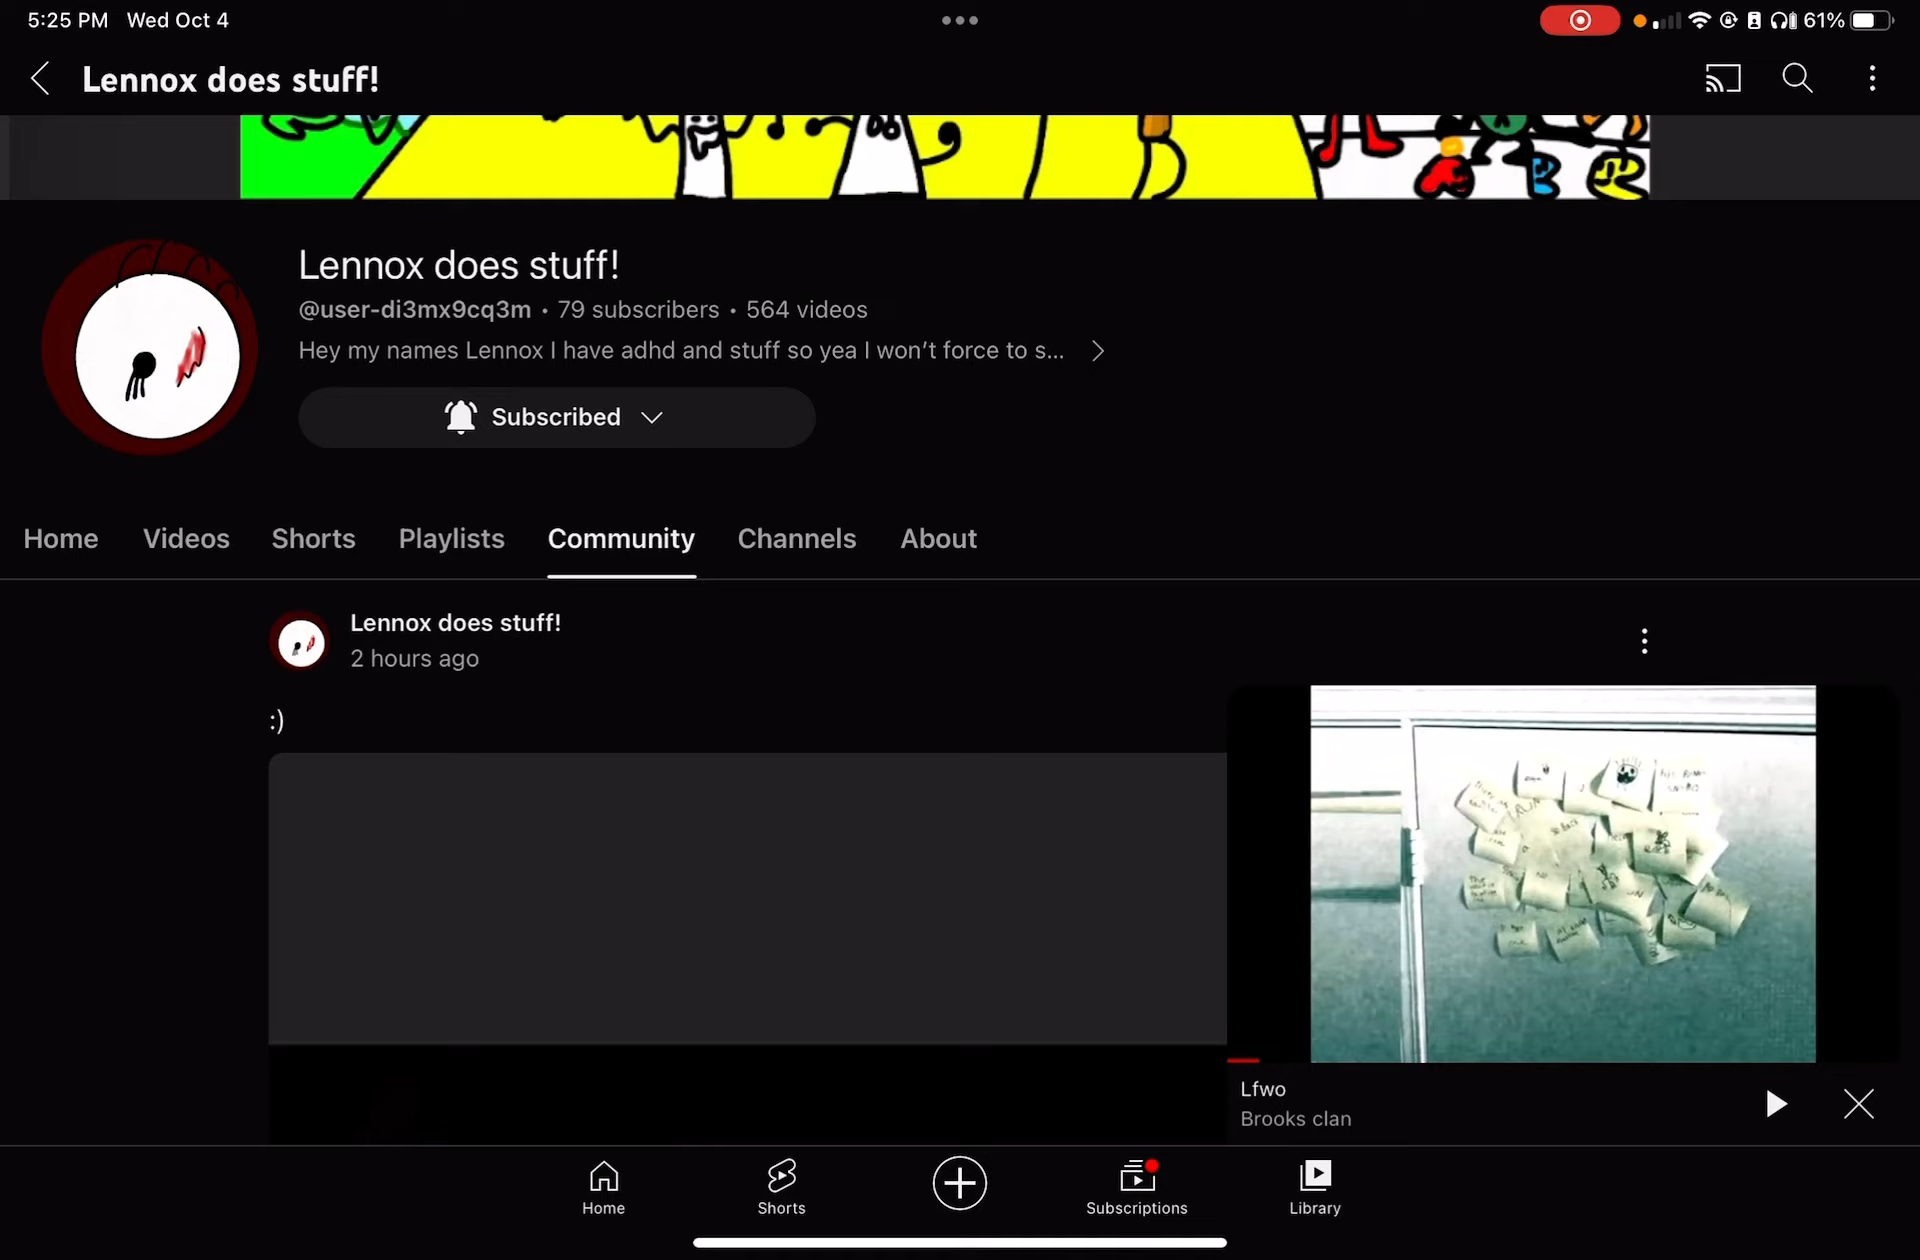 5:25 PM Wed Oct 4
61%
Lennox does stuff!
Lennox does stuff!
@user-di3mx9cq3m • 79 subscribers • 564 videos
Hey my names Lennox I have adhd and stuff so yea I won't force to s...
Subscribed
Home Videos Shorts Playlists Community Channels About
Lennox does stuff!
2 hours ago
:)
Lfwo
Brooks clan
Home Shorts Subscriptions Library